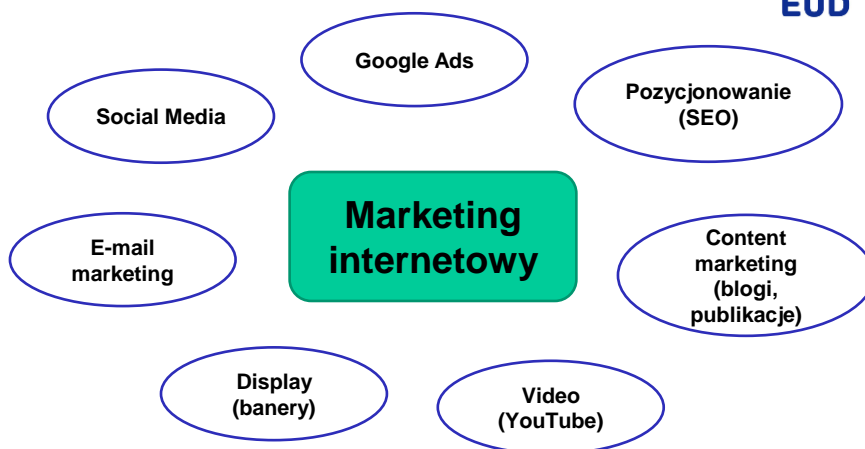 EUD
Google Ads
Social Media
Pozycjonowanie
(SEO)
Marketing
internetowy
E-mail
marketing
Content
marketing
(blogi,
publikacje)
Display
(banery)
Video
(YouTube)